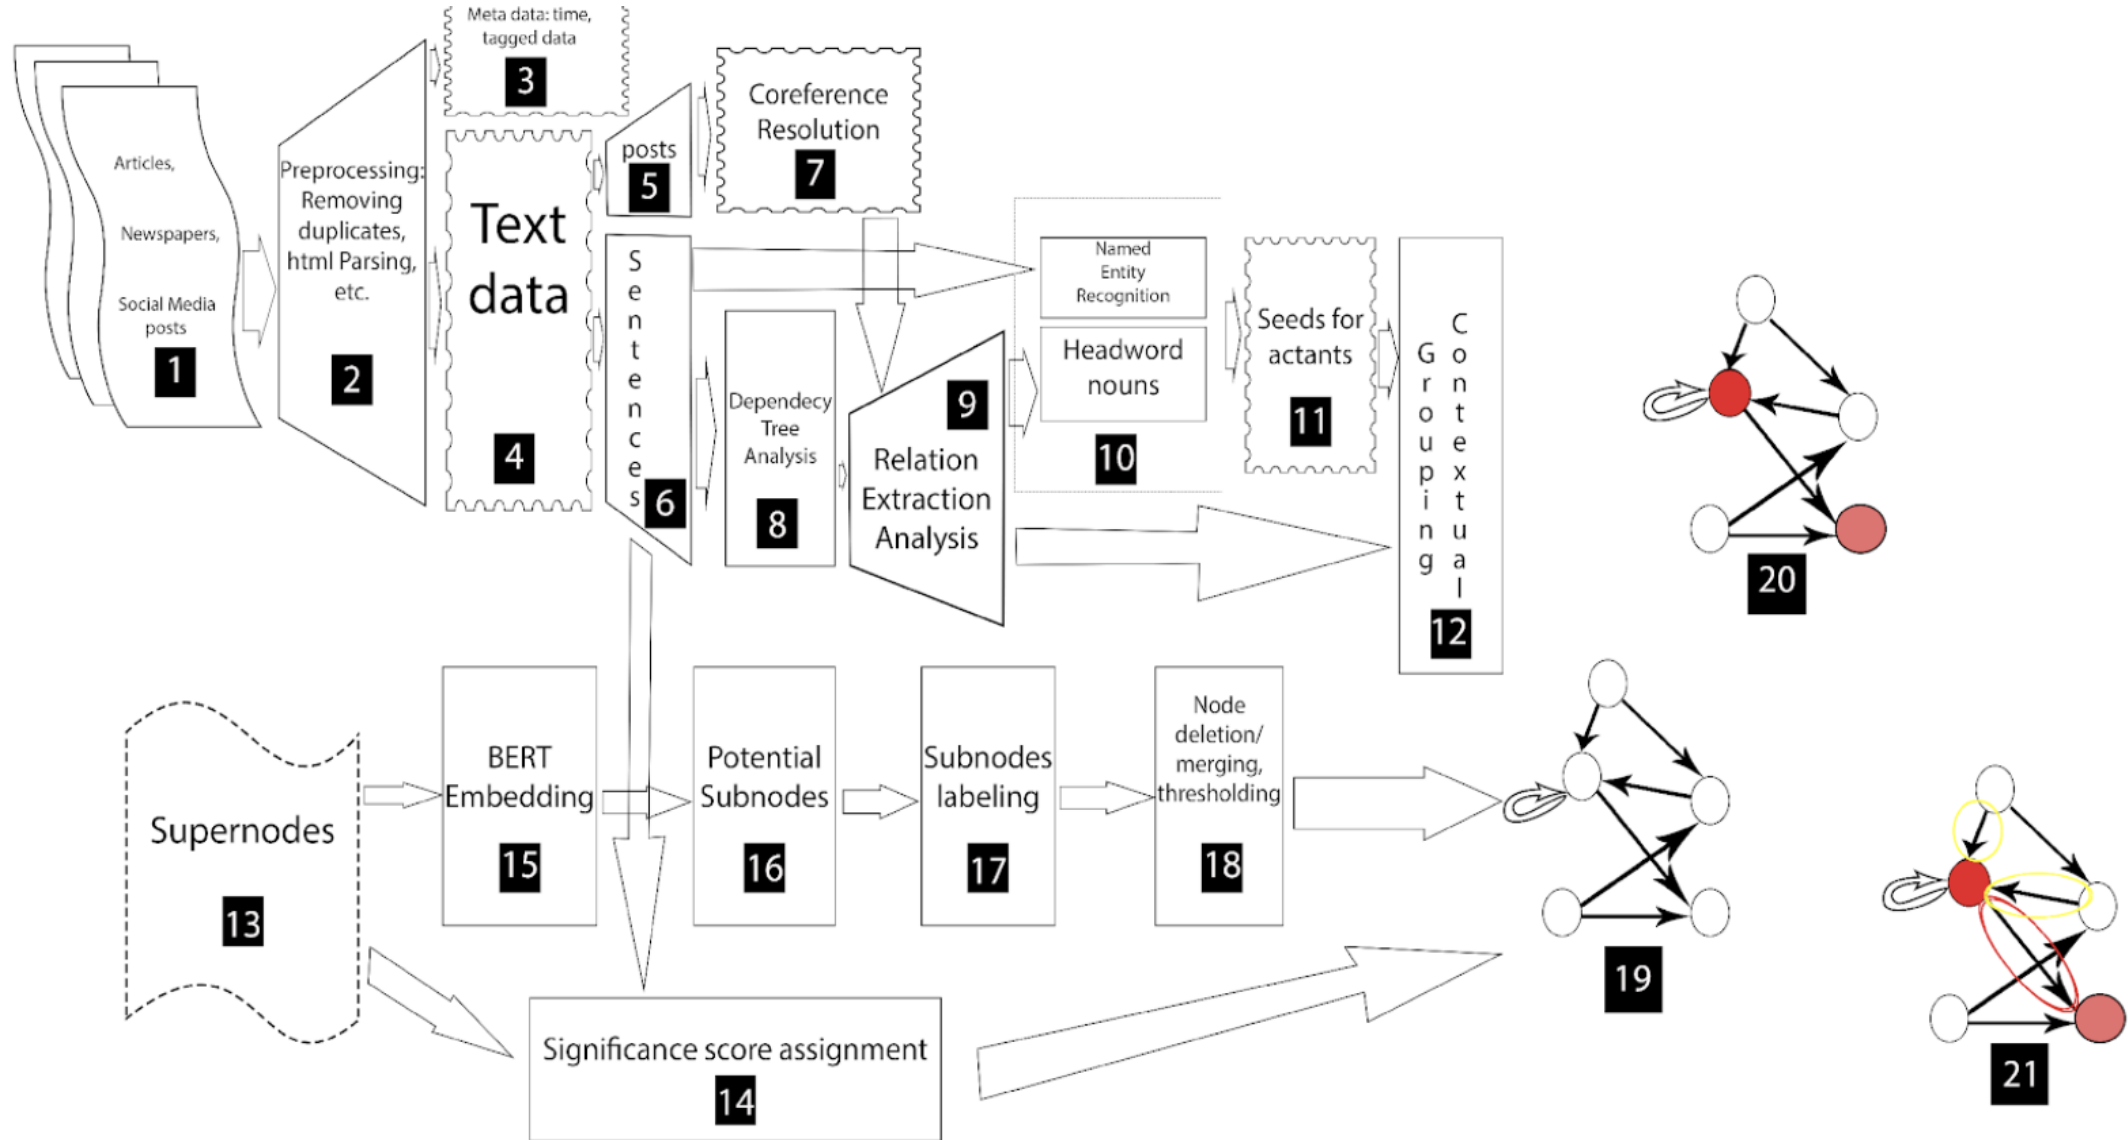 Articles,
Newspapers,
Social Media
posts
1
Preprocessing:
Removing
duplicates,
html Parsing,
etc.
2
Meta data: time,
tagged data
3
Text
data
4
posts
5
Sentences
6
Coreference
Resolution
7
Dependecy
Tree
Analysis
8
9
Relation
Extraction
Analysis
Named
Entity
Recognition
Headword
nouns
10
Seeds for
actants
11
Contextual
Grouping
12
Supernodes
13
Significance score assignment
14
BERT
Embedding
15
Potential
Subnodes
16
Subnodes
labeling
17
Node
deletion/
merging,
thresholding
18
19
20
21